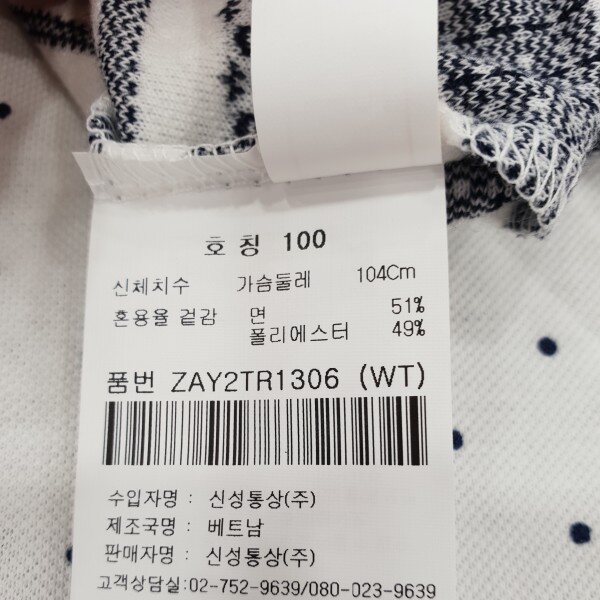 호 칭 100
신체치수 가슴둘레 104Cm
혼용율 겉감 면 51%
폴리에스터 49%
품번 ZAY2TR1306 (WT)
수입자명 : 신성통상(주)
제조국명 : 베트남
판매자명 : 신성통상(주)
고객상담실:02-752-9639/080-023-9639